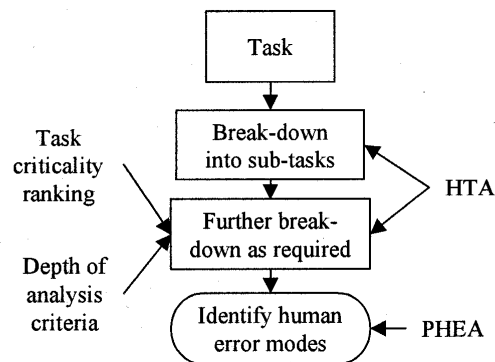 Task
Break-down
into sub-tasks
Task
criticality
ranking
HTA
Further break-
down as required
Depth of
analysis
criteria
Identify human
error modes
PHEA